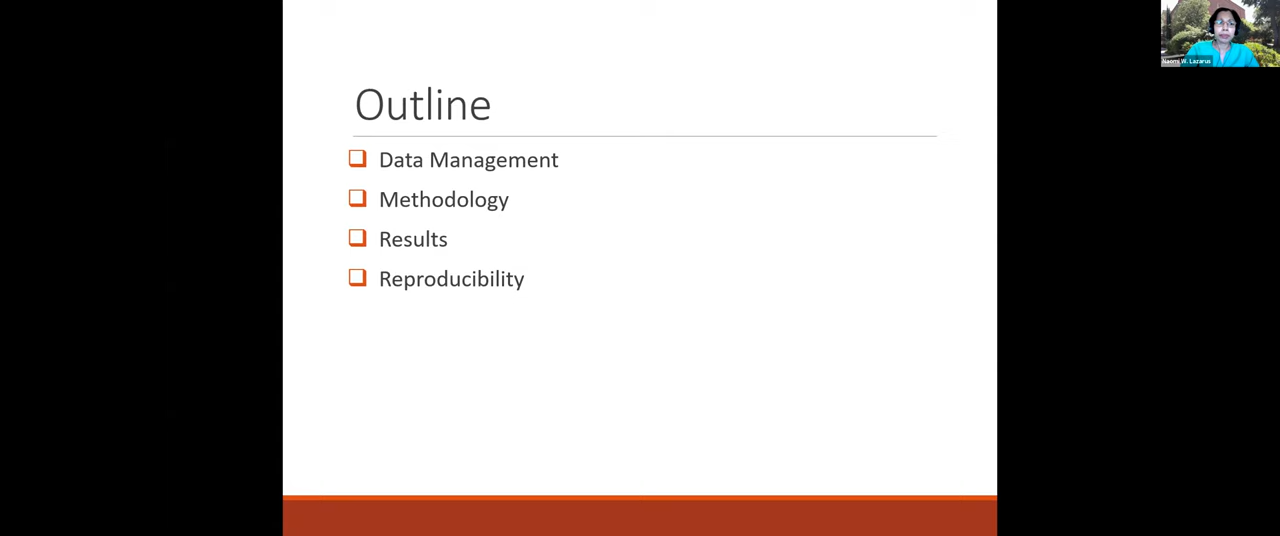 Naomi W. Lazarus
Outline
Data Management
Methodology
Results
Reproducibility